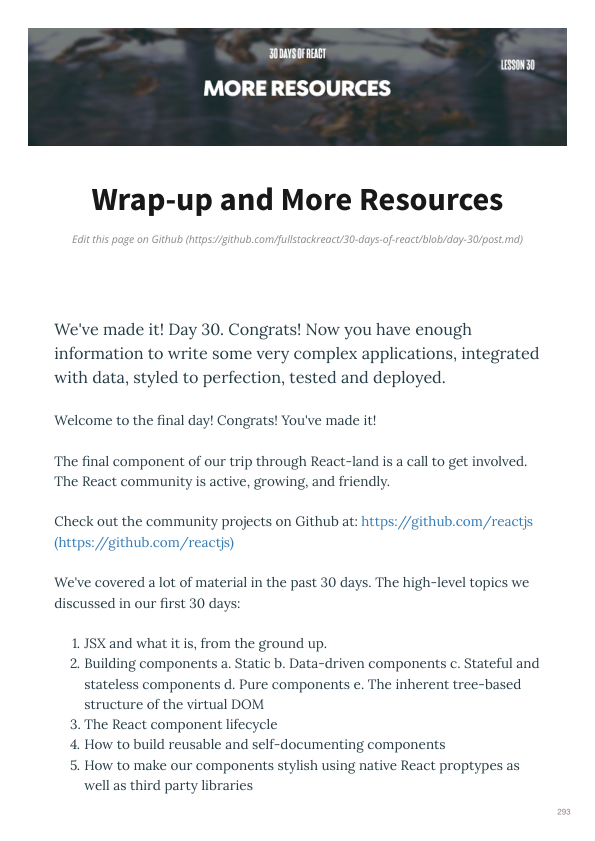 30 DAYS OF REACT
LESSON 30
MORE RESOURCES
Wrap-up and More Resources
Edit this page on Github (https://github.com/fullstackreact/30-days-of-react/blob/day-30/post.md)
We've made it! Day 30. Congrats! Now you have enough
information to write some very complex applications, integrated
with data, styled to perfection, tested and deployed.
Welcome to the final day! Congrats! You've made it!
The final component of our trip through React-land is a call to get involved.
The React community is active, growing, and friendly.
Check out the community projects on Github at: https://github.com/reactjs
(https://github.com/reactjs)
We've covered a lot of material in the past 30 days. The high-level topics we
discussed in our first 30 days:
1. JSX and what it is, from the ground up.
2. Building components a. Static b. Data-driven components c. Stateful and
stateless components d. Pure components e. The inherent tree-based
structure of the virtual DOM
3. The React component lifecycle
4. How to build reusable and self-documenting components
5. How to make our components stylish using native React proptypes as
well as third party libraries
293